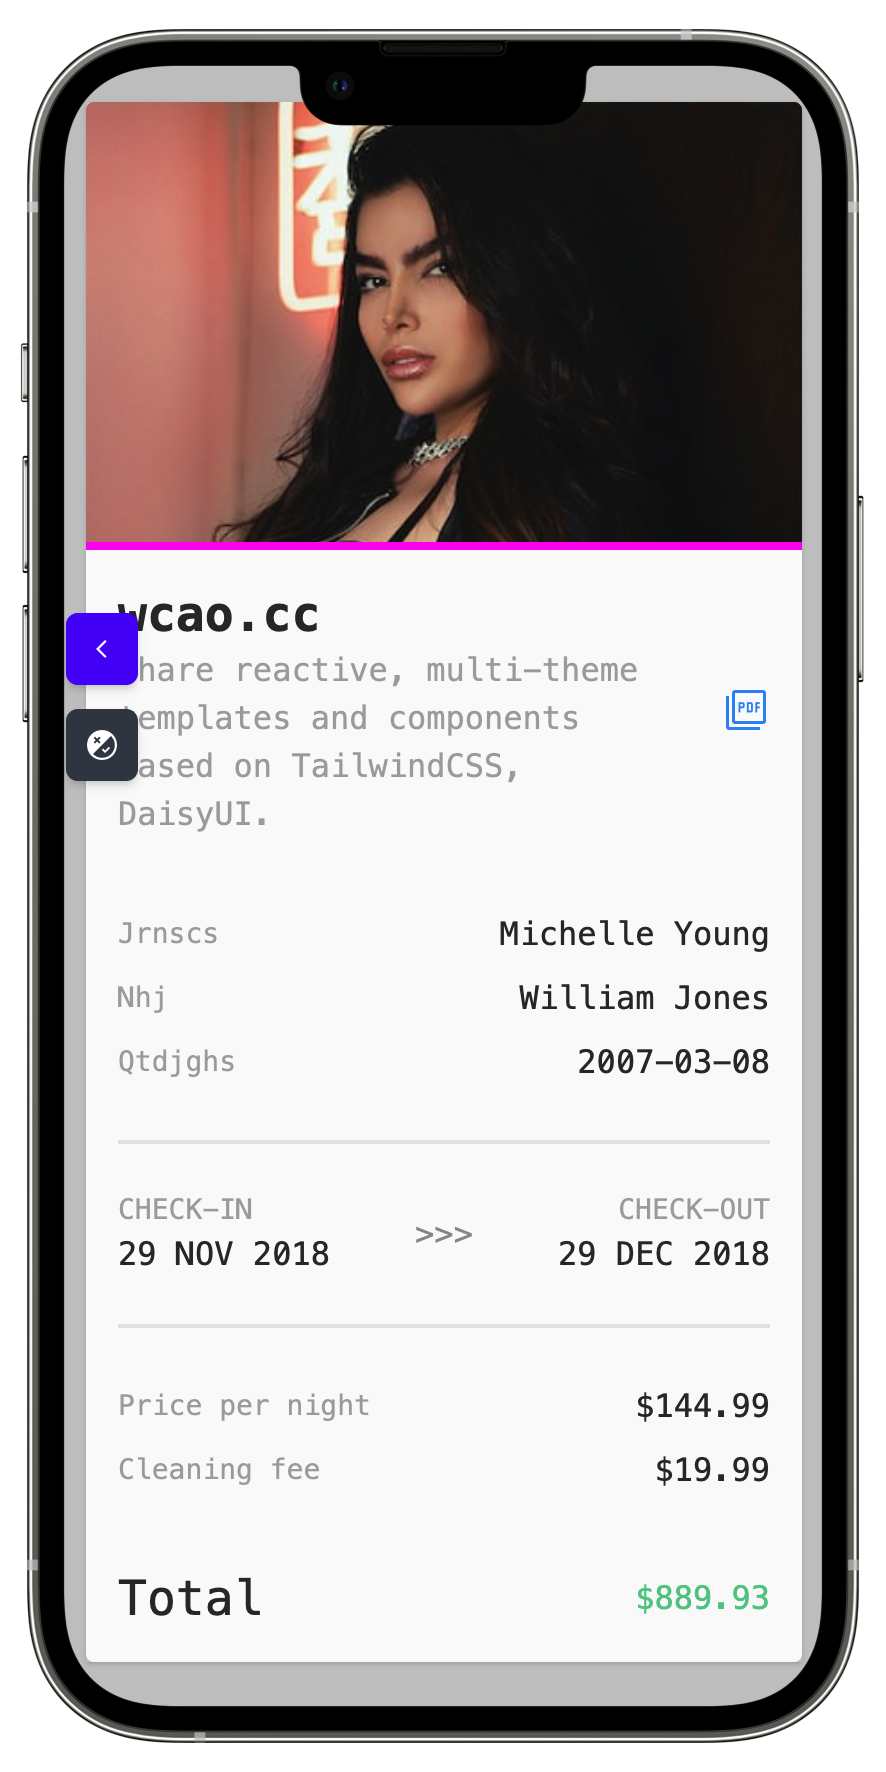 wcao.cc
hare reactive, multi-theme
emplates and components
PDF
ased on TailwindCSS,
DaisyUI.
Jrnscs Michelle Young
Nhj William Jones
Qtdjghs 2007-03-08
CHECK-IN CHECK-OUT
>>>
29 NOV 2018 29 DEC 2018
Price per night $144.99
Cleaning fee $19.99
Total $889.93